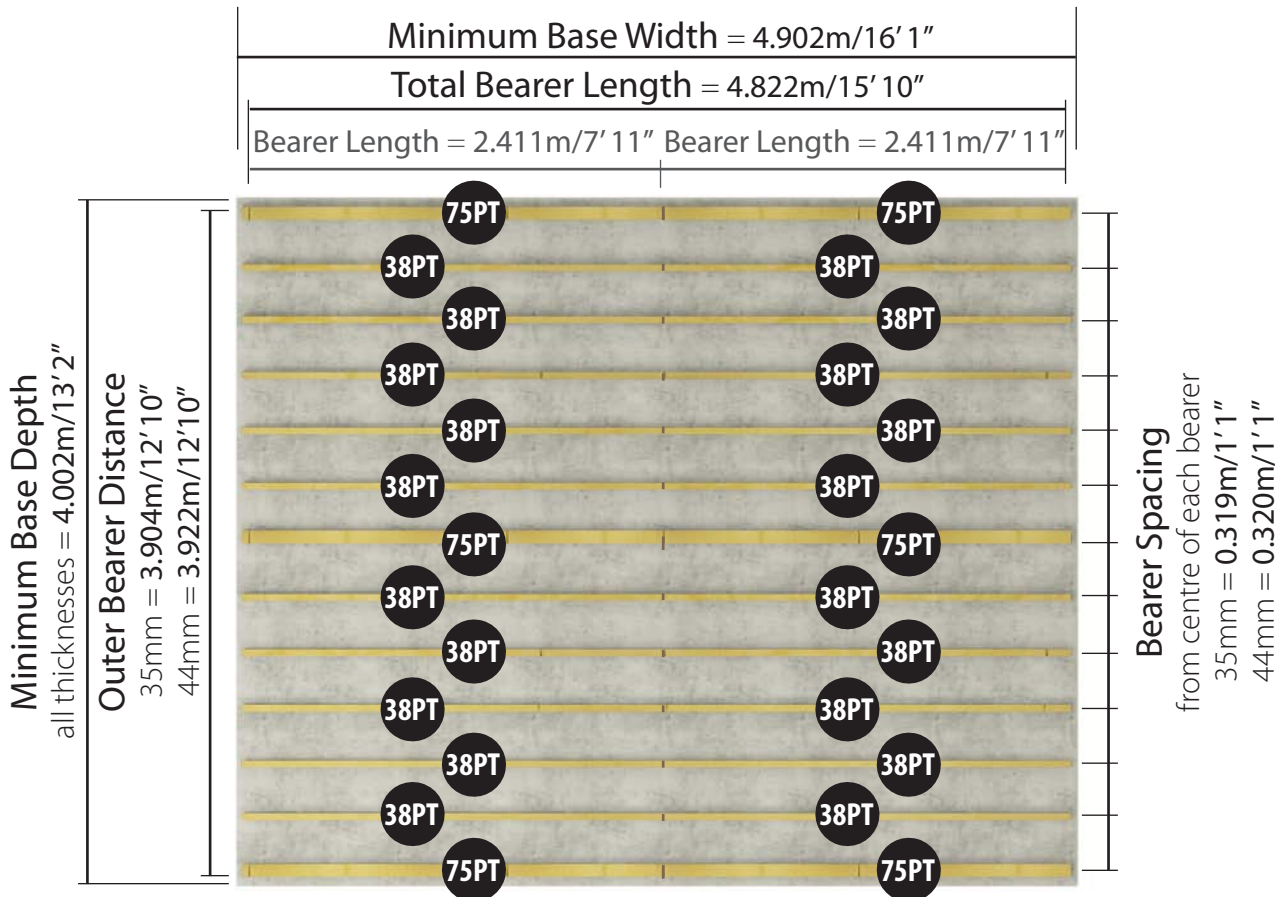 Minimum Base Width = 4.902m/16’ 1”
Total Bearer Length = 4.822m/15’ 10”
Bearer Length = 2.411m/7’ 11” Bearer Length = 2.411m/7’ 11”
Minimum Base Depth
all thicknesses = 4.002m/13’ 2”
Outer Bearer Distance
35mm = 3.904m/12’ 10”
44mm = 3.922m/12’10”
75PT 75PT
38PT 38PT
38PT 38PT
38PT 38PT
38PT 38PT
38PT 38PT
75PT 75PT
38PT 38PT
38PT 38PT
38PT 38PT
38PT 38PT
38PT 38PT
75PT 75PT
Bearer Spacing
from centre of each bearer
35mm = 0.319m/1’ 1”
44mm = 0.320m/1’ 1”